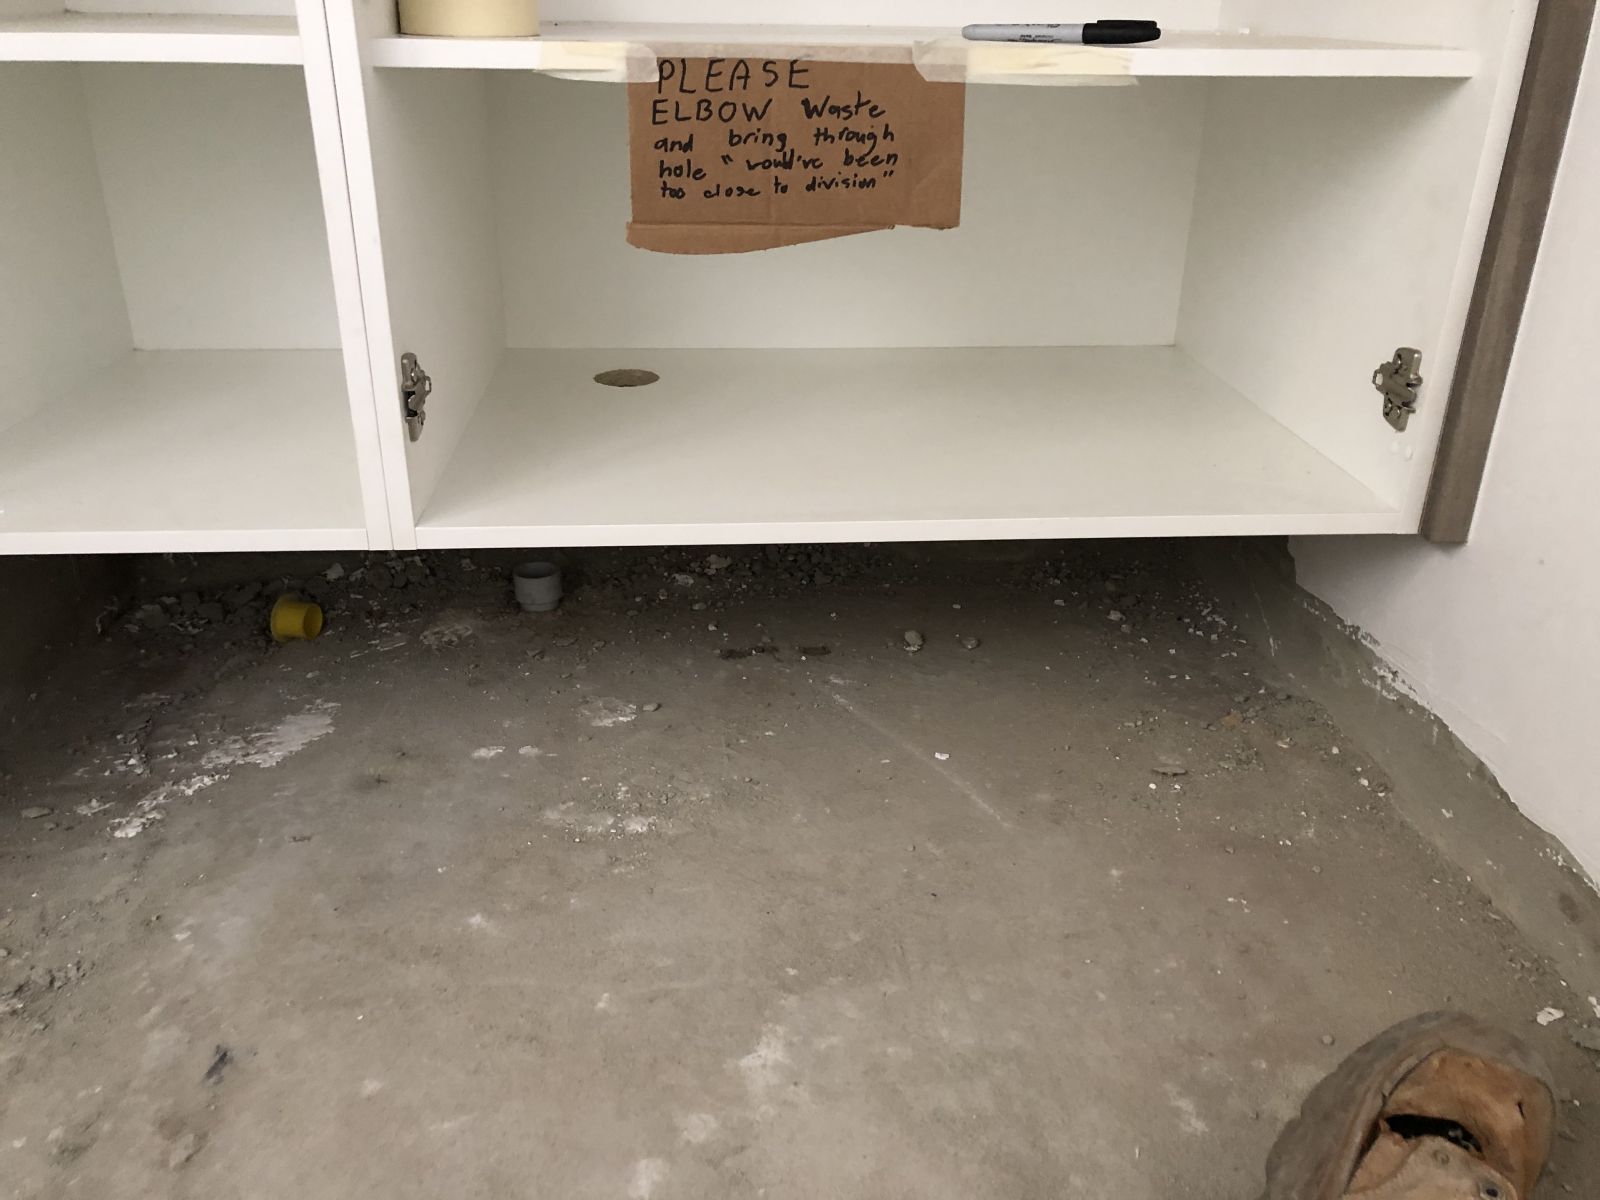 PLEASE
ELBOW Waste
and bring through
hole "would've been
too close to division"